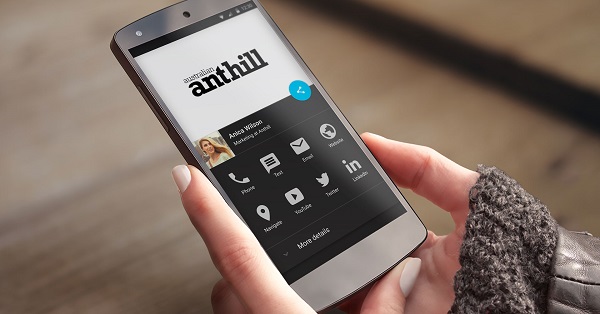 australian
anthill
Anica Wilson
Marketing at Anthill
Phone
Text
Email
Website
Navigate
YouTube
Twitter
LinkedIn
More details